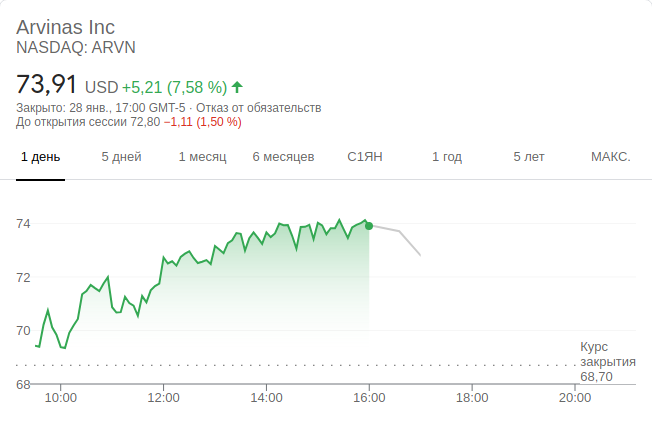 Arvinas Inc
NASDAQ: ARVN
73,91 USD +5,21 (7,58 %)
Закрыто: 28 янв., 17:00 GMT-5 · Отказ от обязательств
До открытия сессии 72,80 −1,11 (1,50 %)
1 день 5 дней 1 месяц 6 месяцев С1ЯН 1 год 5 лет МАКС.
74
72
70
Курс
закрытия
68,70
68
10:00 12:00 14:00 16:00 18:00 20:00